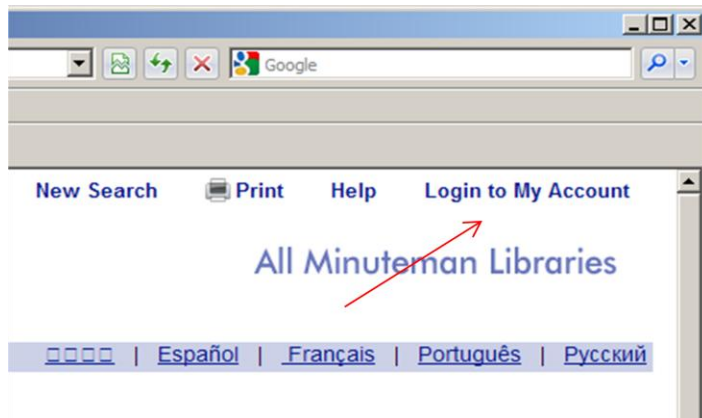 Google
New Search Print Help Login to My Account
All Minuteman Libraries
□□□□ | Español | Français | Português | Русский